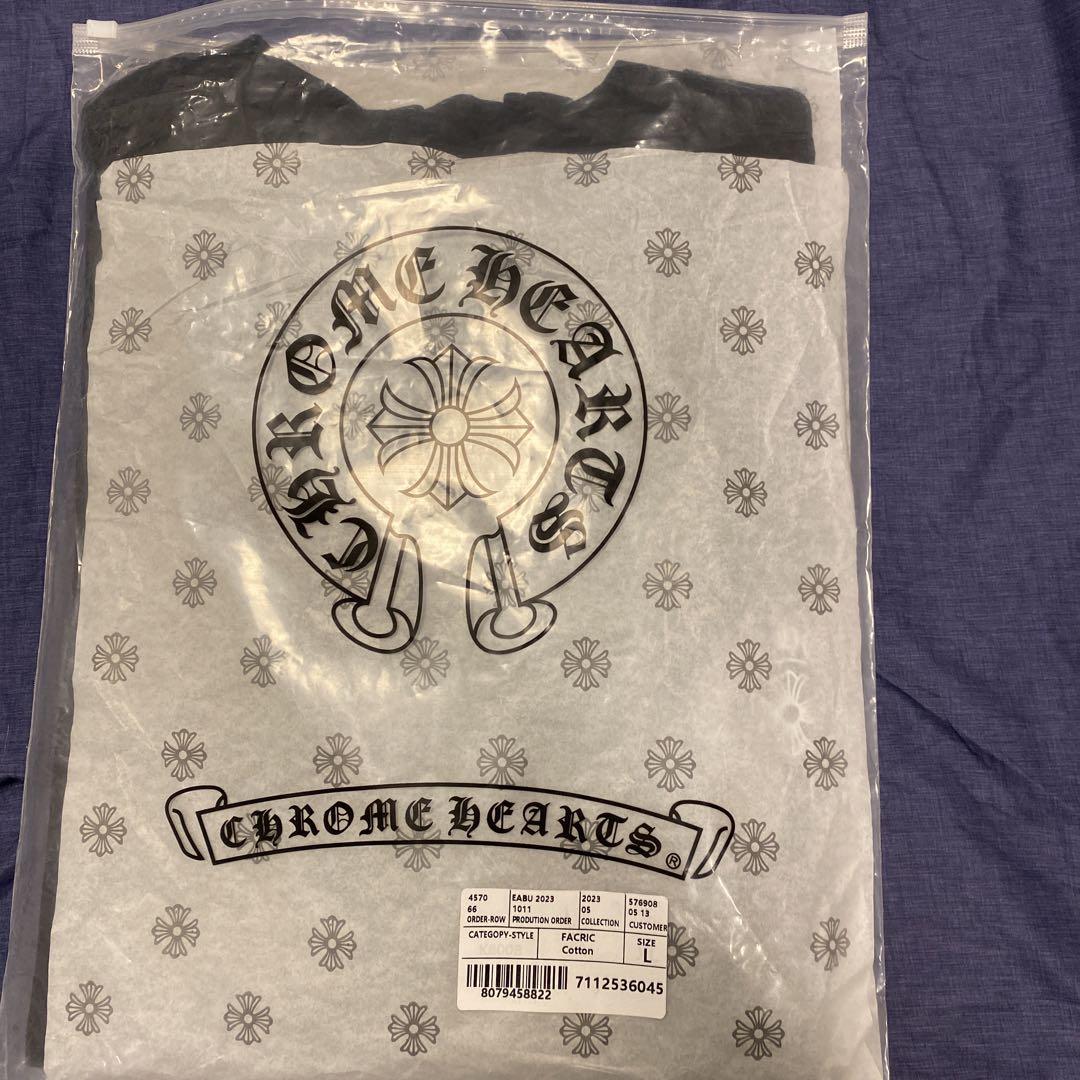 CHROME HEARTS
CHROME HEARTS ®
4570 EABU 2023 2023 576908
66 1011 05 05 13
ORDER-ROW PRODUTION ORDER COLLECTION CUSTOMER
CATEGOPY-STYLE FACRIC SIZE
Cotton L
7112536045
8079458822